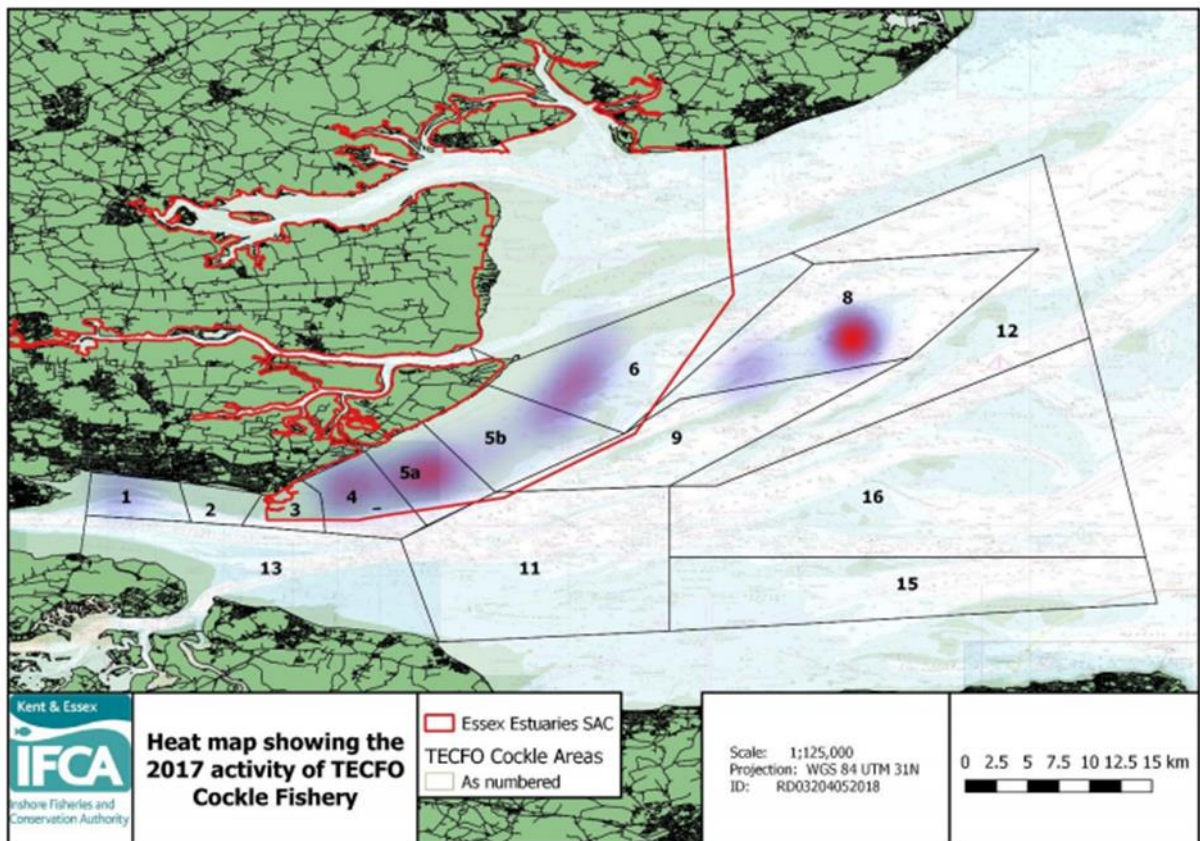 8
12
6
5b
9
5a
1
2
3
4
16
13
11
15
Kent & Essex
IFCA
Inshore Fisheries and
Conservation Authority
Heat map showing the
2017 activity of TECFO
Cockle Fishery
Essex Estuaries SAC
TECFO Cockle Areas
As numbered
Scale: 1:125,000
Projection: WGS 84 UTM 31N
ID: RD03204052018
0 2.5 5 7.5 10 12.5 15 km